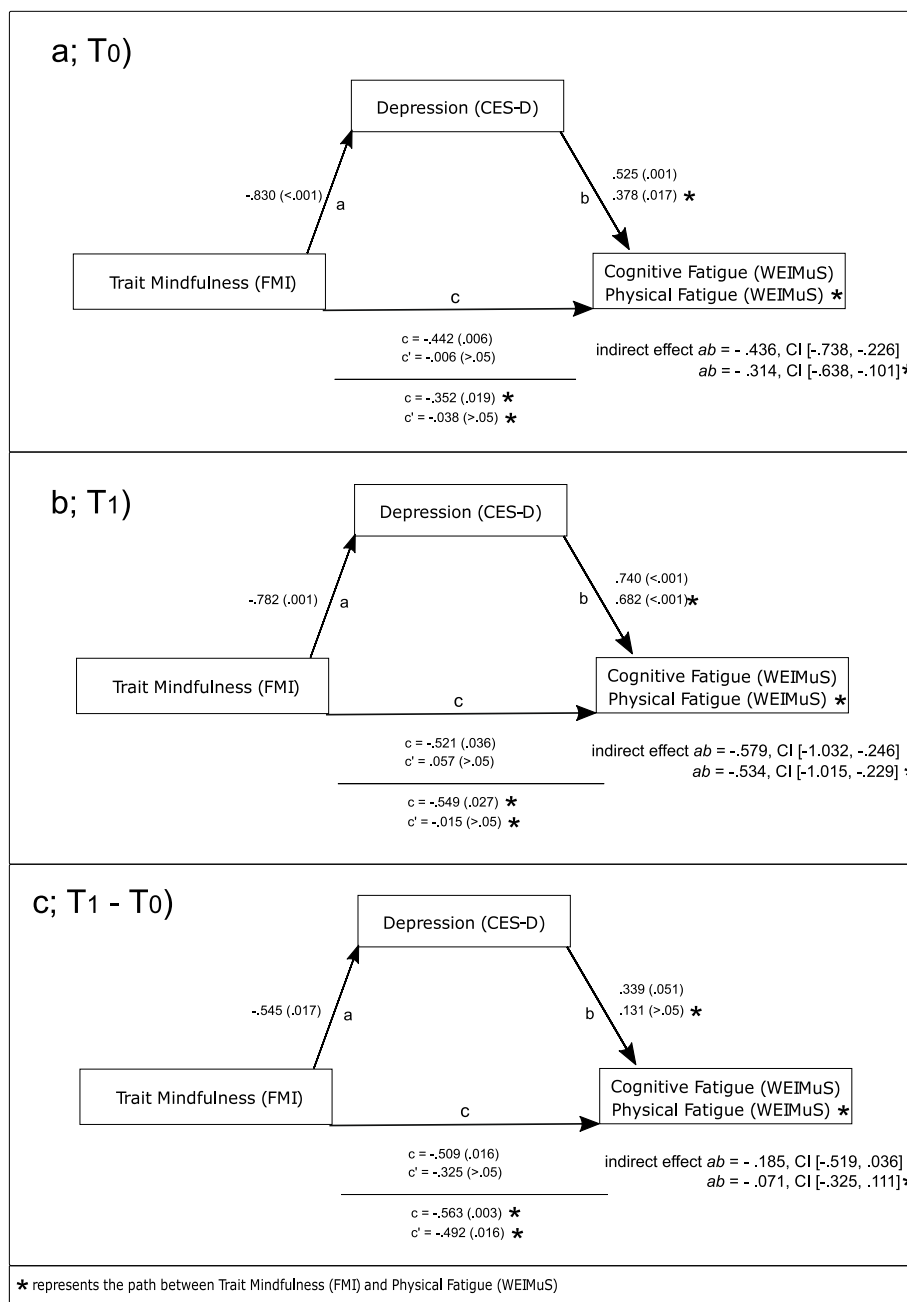 a; T0)
Depression (CES-D)
-.830 (<.001)
a
.525 (.001)
b
.378 (.017) *
Trait Mindfulness (FMI)
Cognitive Fatigue (WEIMuS)
Physical Fatigue (WEIMuS) *
c
c = -.442 (.006)
c' = -.006 (>.05)
c = -.352 (.019) *
c' = -.038 (>.05) *
indirect effect ab = - .436, CI [-.738, -.226]
ab = - .314, CI [-.638, -.101]*
b; T1)
Depression (CES-D)
-.782 (.001)
a
.740 (<.001)
b
.682 (<.001)*
Trait Mindfulness (FMI)
Cognitive Fatigue (WEIMuS)
Physical Fatigue (WEIMuS) *
c
c = -.521 (.036)
c' = .057 (>.05)
c = -.549 (.027) *
c' = -.015 (>.05) *
indirect effect ab = -.579, CI [-1.032, -.246]
ab = -.534, CI [-1.015, -.229] *
c; T1 - T0)
Depression (CES-D)
-.545 (.017)
a
.339 (.051)
b
.131 (>.05) *
Trait Mindfulness (FMI)
Cognitive Fatigue (WEIMuS)
Physical Fatigue (WEIMuS) *
c
c = -.509 (.016)
c' = -.325 (>.05)
c = -.563 (.003) *
c' = -.492 (.016) *
indirect effect ab = - .185, CI [-.519, .036]
ab = - .071, CI [-.325, .111]*
* represents the path between Trait Mindfulness (FMI) and Physical Fatigue (WEIMuS)